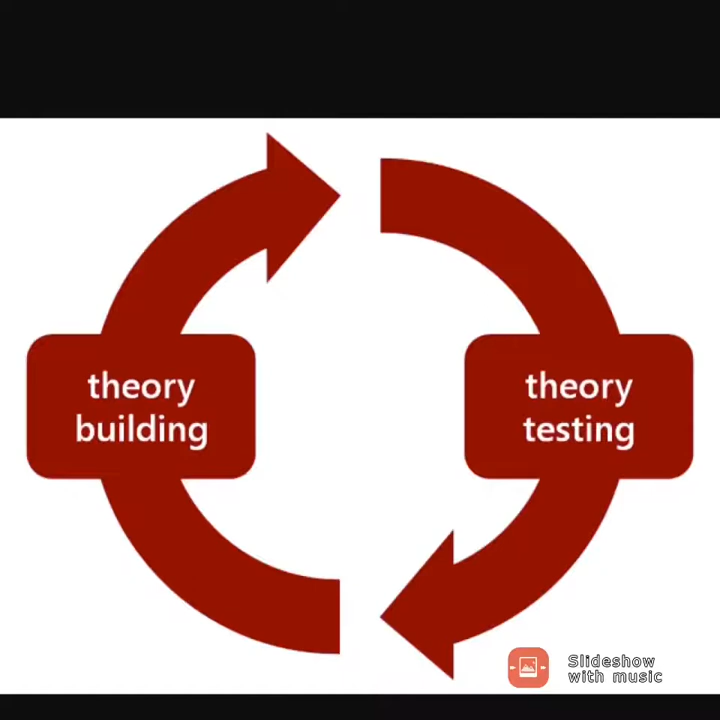 theory
building
theory
testing
Slideshow
with music